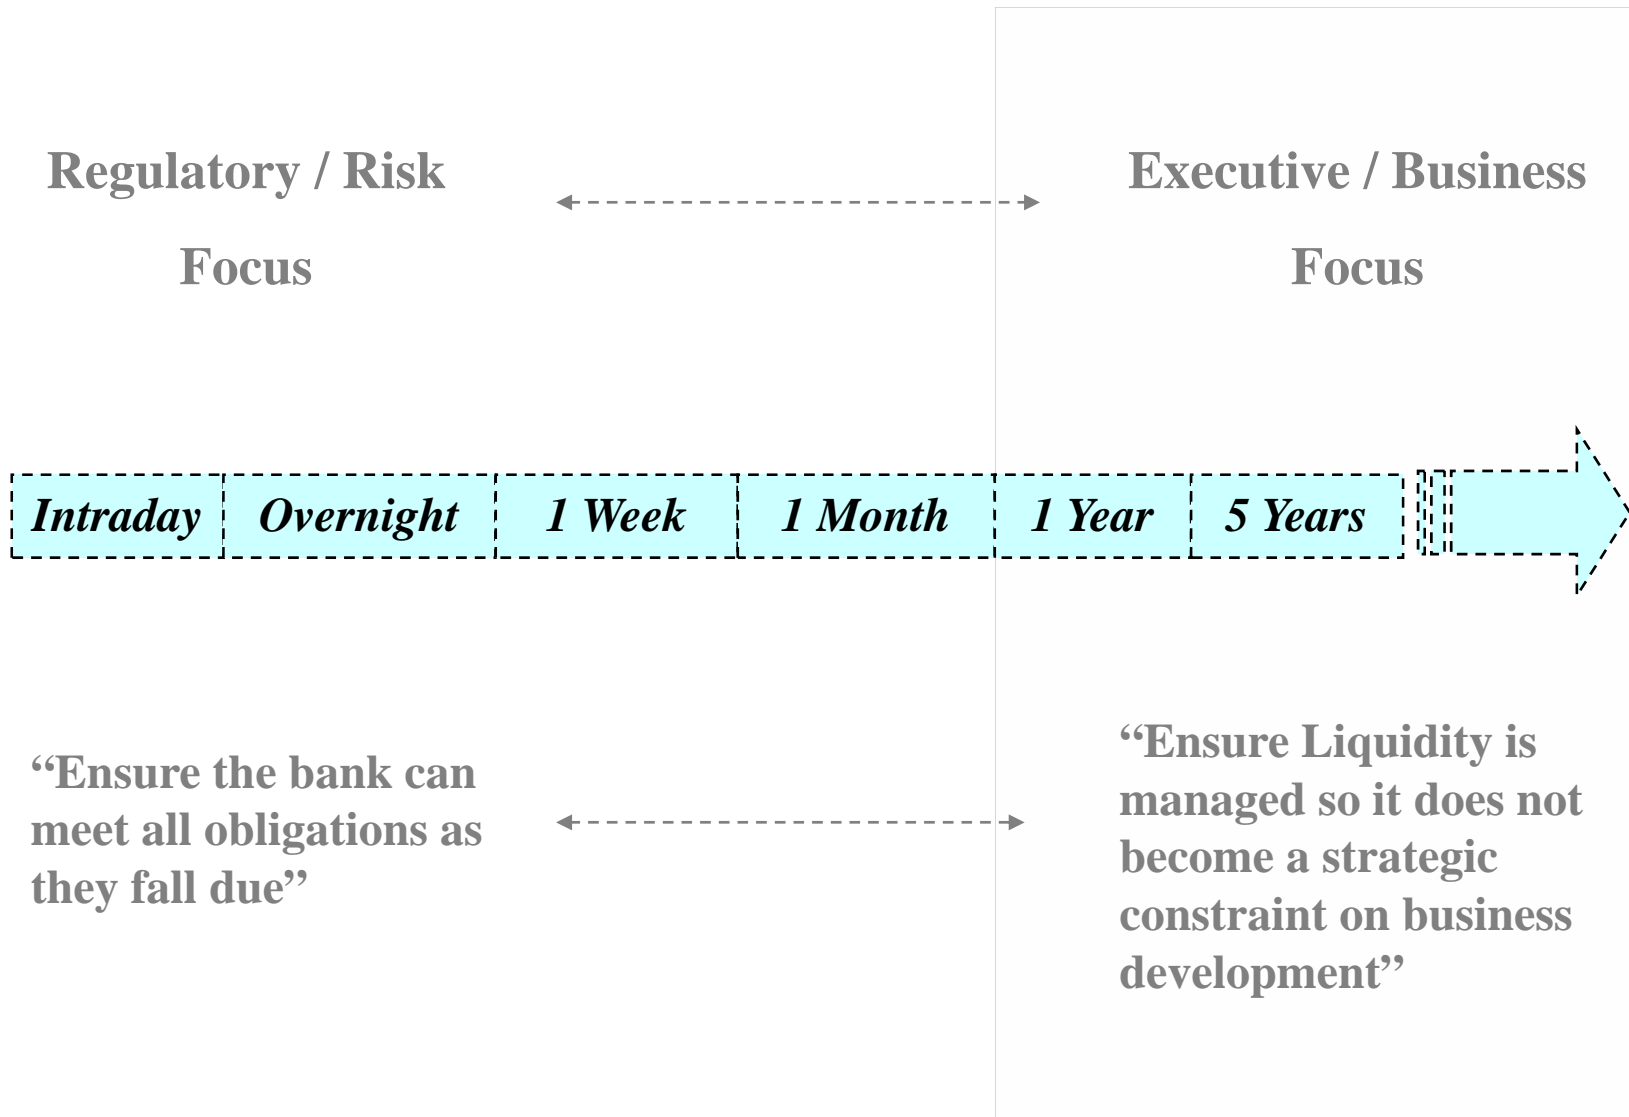 Regulatory / Risk
Focus
Executive / Business
Focus
Intraday
Overnight
1 Week
1 Month
1 Year
5 Years
“Ensure the bank can
meet all obligations as
they fall due”
“Ensure Liquidity is
managed so it does not
become a strategic
constraint on business
development”